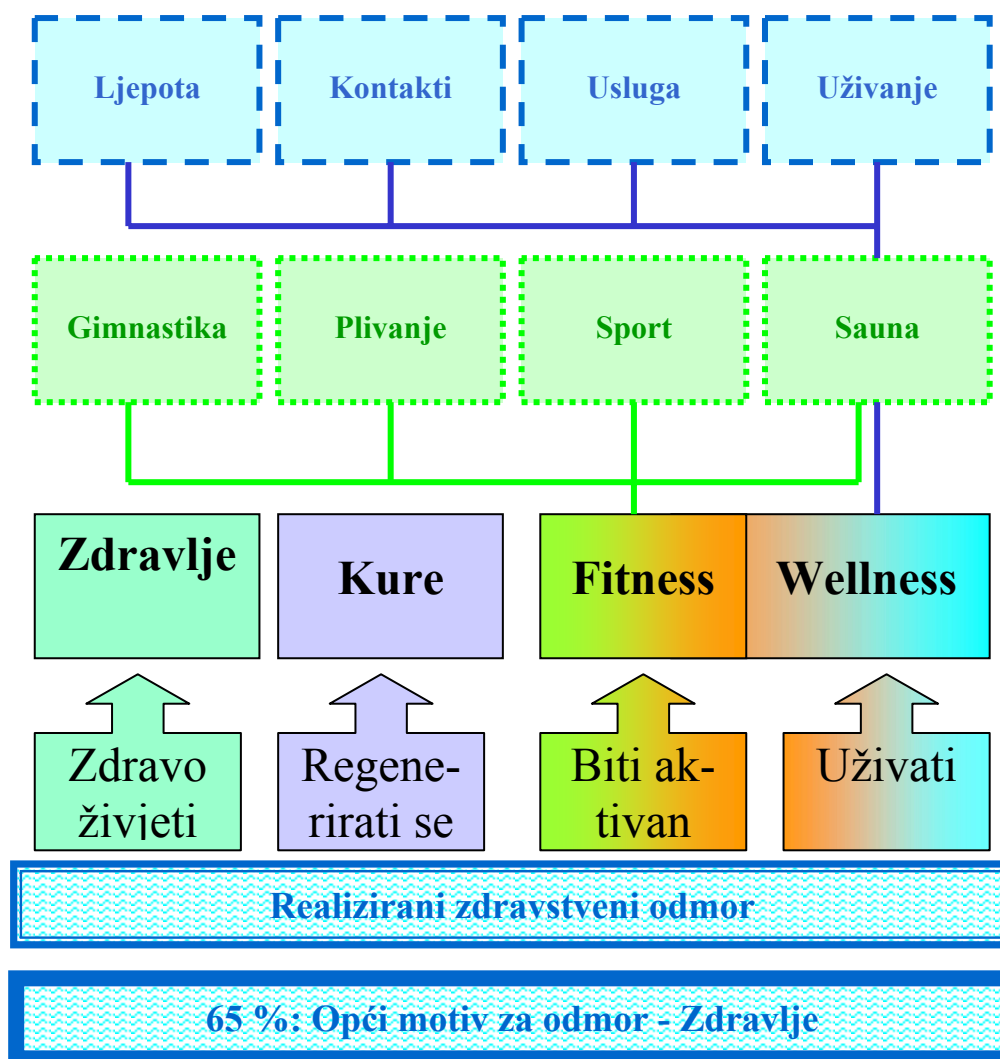 Ljepota
Kontakti
Usluga
Uživanje
Gimnastika
Plivanje
Sport
Sauna
Zdravlje
Kure
Fitness
Wellness
Zdravo
živjeti
Regene-
rirati se
Biti ak-
tivan
Uživati
Realizirani zdravstveni odmor
65 %: Opći motiv za odmor - Zdravlje